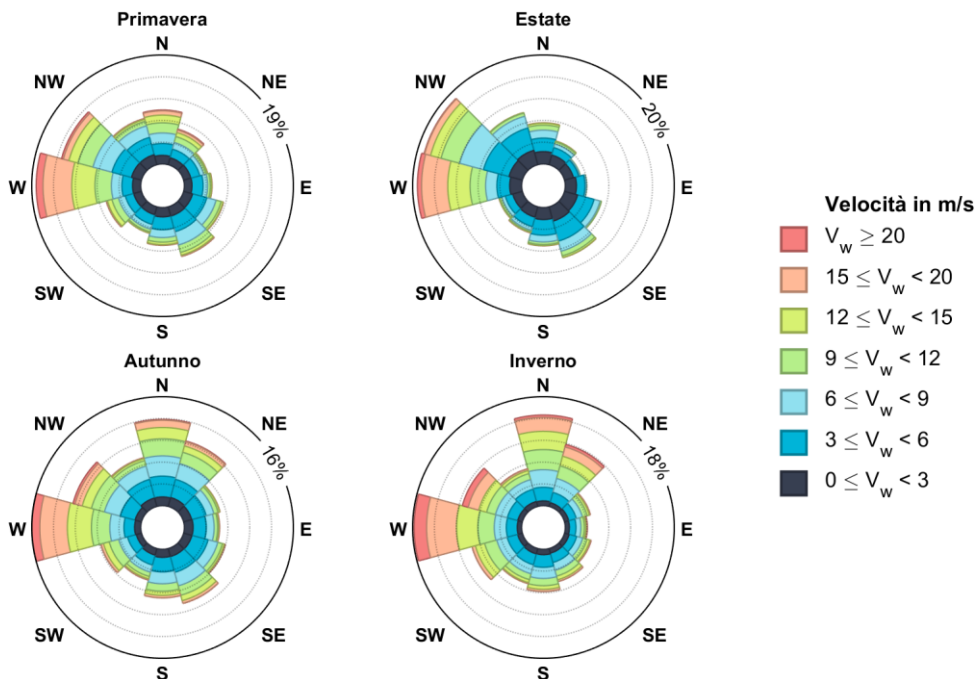 Primavera
N
NW
NE
19%
W
E
SW
SE
S
Estate
N
NW
NE
20%
W
E
SW
SE
S
Autunno
N
NW
NE
16%
W
E
SW
SE
S
Inverno
N
NW
NE
18%
W
E
SW
SE
S
Velocità in m/s
V_w ≥ 20
15 ≤ V_w < 20
12 ≤ V_w < 15
9 ≤ V_w < 12
6 ≤ V_w < 9
3 ≤ V_w < 6
0 ≤ V_w < 3